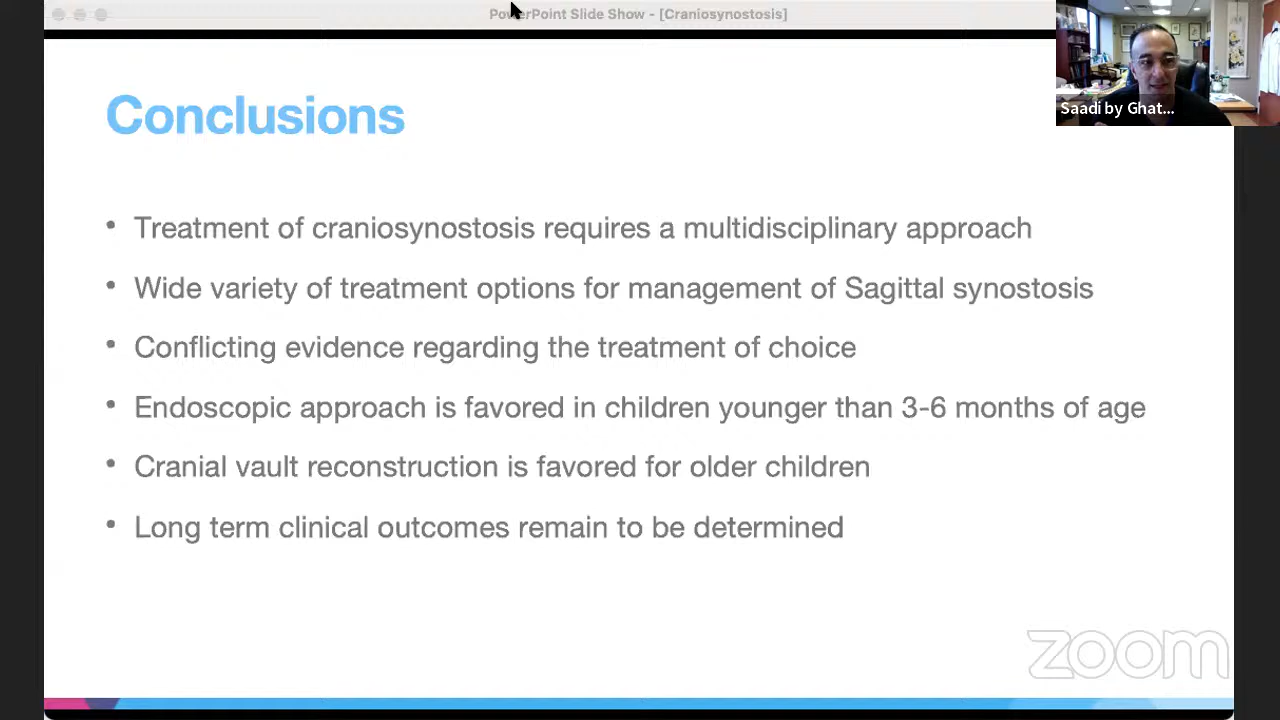 PowerPoint Slide Show - [Craniosynostosis]
Saadi by Ghat...
Conclusions
• Treatment of craniosynostosis requires a multidisciplinary approach
• Wide variety of treatment options for management of Sagittal synostosis
• Conflicting evidence regarding the treatment of choice
• Endoscopic approach is favored in children younger than 3-6 months of age
• Cranial vault reconstruction is favored for older children
• Long term clinical outcomes remain to be determined
zoom